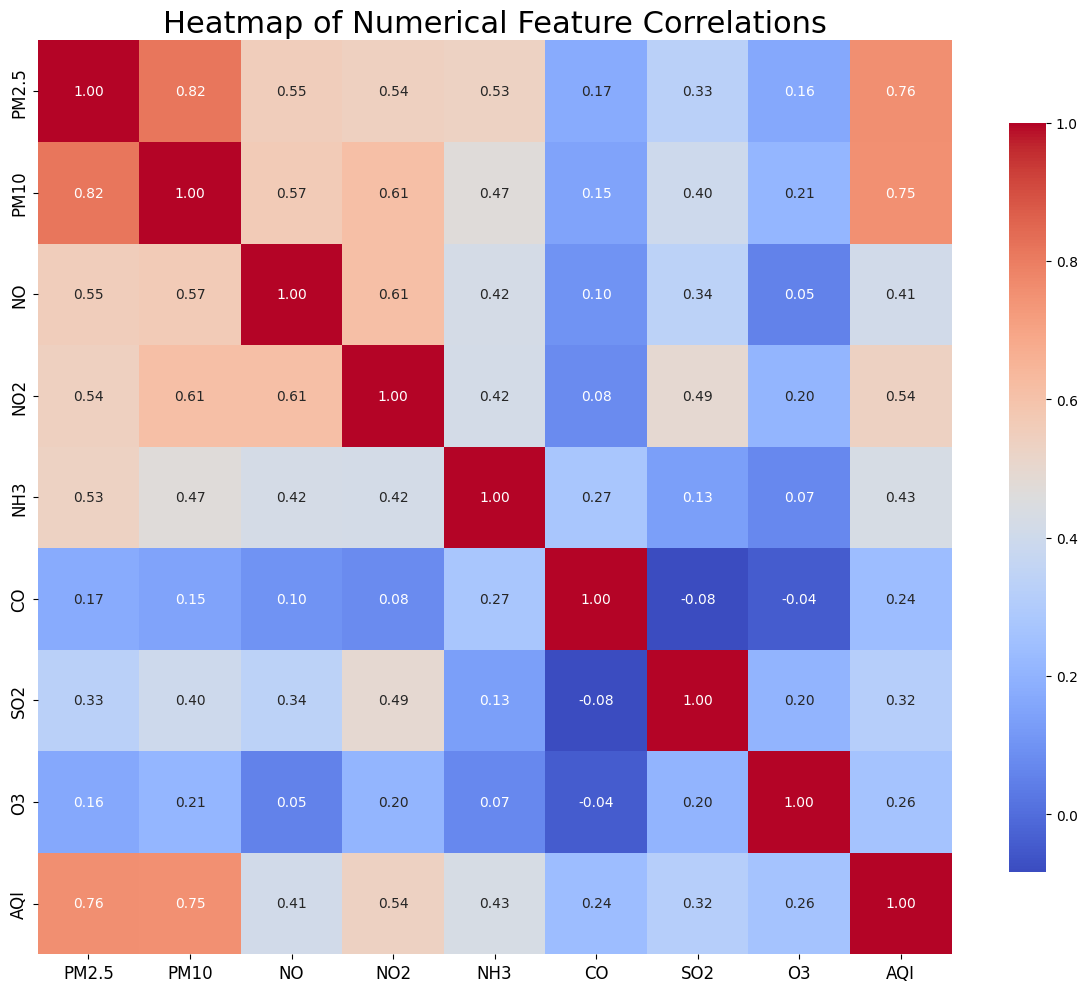 Heatmap of Numerical Feature Correlations
PM2.5 1.00 0.82 0.55 0.54 0.53 0.17 0.33 0.16 0.76
PM10 0.82 1.00 0.57 0.61 0.47 0.15 0.40 0.21 0.75
NO 0.55 0.57 1.00 0.61 0.42 0.10 0.34 0.05 0.41
NO2 0.54 0.61 0.61 1.00 0.42 0.08 0.49 0.20 0.54
NH3 0.53 0.47 0.42 0.42 1.00 0.27 0.13 0.07 0.43
CO 0.17 0.15 0.10 0.08 0.27 1.00 -0.08 -0.04 0.24
SO2 0.33 0.40 0.34 0.49 0.13 -0.08 1.00 0.20 0.32
O3 0.16 0.21 0.05 0.20 0.07 -0.04 0.20 1.00 0.26
AQI 0.76 0.75 0.41 0.54 0.43 0.24 0.32 0.26 1.00
PM2.5 PM10 NO NO2 NH3 CO SO2 O3 AQI
1.0
0.8
0.6
0.4
0.2
0.0